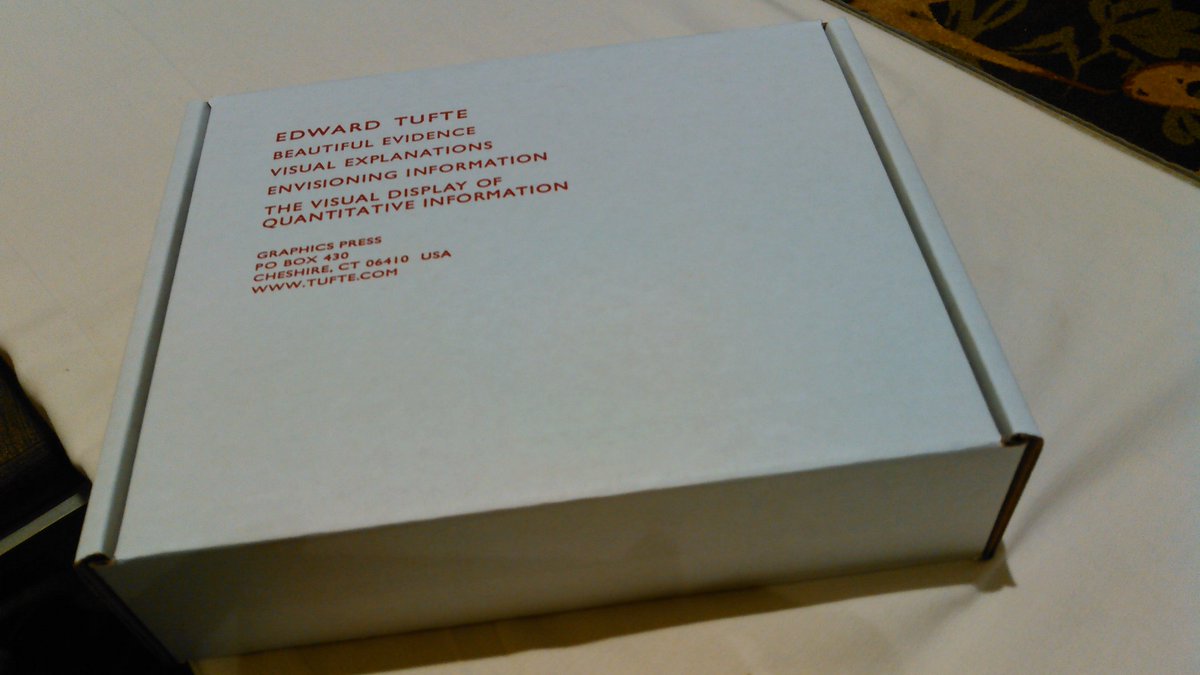 EDWARD TUFTE
BEAUTIFUL EVIDENCE
VISUAL EXPLANATIONS
ENVISIONING INFORMATION
THE VISUAL DISPLAY OF
QUANTITATIVE INFORMATION
GRAPHICS PRESS
PO BOX 430
CHESHIRE, CT 06410 USA
WWW.TUFTE.COM